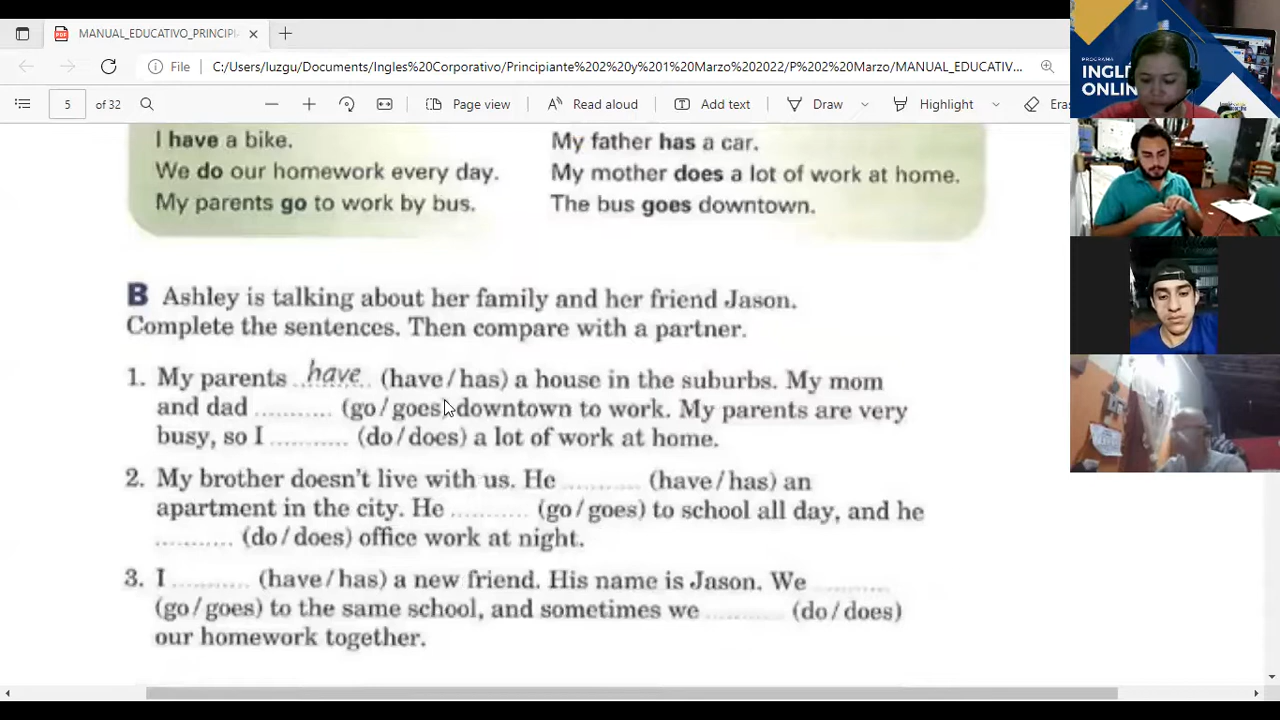 MANUAL_EDUCATIVO_PRINCIPI
File C:/Users/luzgu/Documents/Ingles%20Corporativo/Principiante%202%20y%201%20Marzo%2022/P%202%20Marzo/MANUAL_EDUCATIV...
5 of 32 Page view Read aloud Add text Draw Highlight Era
I have a bike. My father has a car.
We do our homework every day. My mother does a lot of work at home.
My parents go to work by bus. The bus goes downtown.
B Ashley is talking about her family and her friend Jason.
Complete the sentences. Then compare with a partner.
1. My parents have (have/has) a house in the suburbs. My mom
and dad .......... (go/goes) downtown to work. My parents are very
busy, so I .......... (do/does) a lot of work at home.
2. My brother doesn't live with us. He .......... (have/has) an
apartment in the city. He .......... (go/goes) to school all day, and he
.......... (do/does) office work at night.
3. I .......... (have/has) a new friend. His name is Jason. We ..........
(go/goes) to the same school, and sometimes we .......... (do/does)
our homework together.
PROGRAMA
INGLÉ
ONLIN